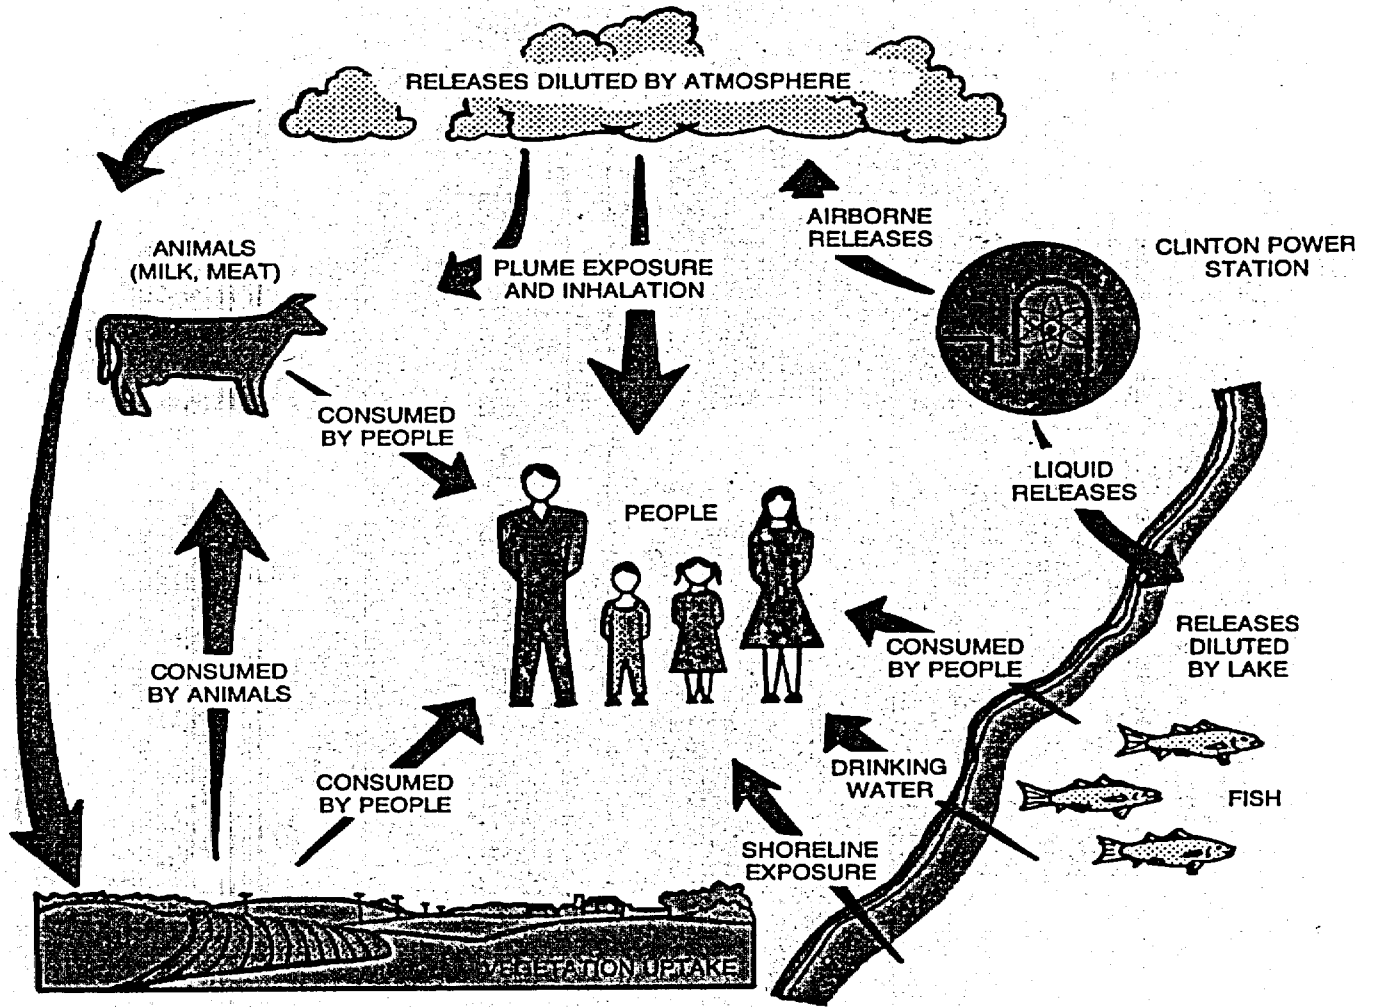 RELEASES DILUTED BY ATMOSPHERE
AIRBORNE
RELEASES
CLINTON POWER
STATION
ANIMALS
(MILK, MEAT)
PLUME EXPOSURE
AND INHALATION
CONSUMED
BY PEOPLE
LIQUID
RELEASES
PEOPLE
RELEASES
DILUTED
BY LAKE
CONSUMED
BY PEOPLE
CONSUMED
BY ANIMALS
DRINKING
WATER
CONSUMED
BY PEOPLE
FISH
SHORELINE
EXPOSURE
VEGETATION UPTAKE